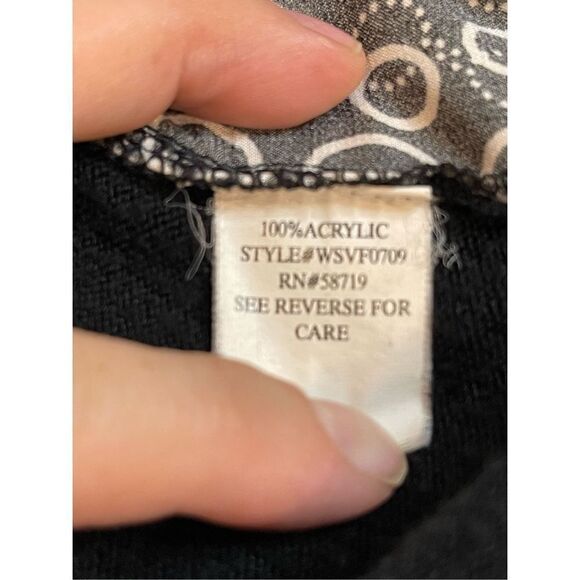 100%ACRYLIC
STYLE#WSVF0709
RN#58719
SEE REVERSE FOR
CARE